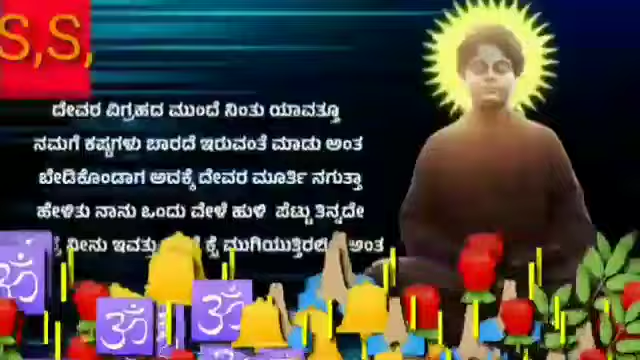 S,S,
ದೇವರ ವಿಗ್ರಹದ ಮುಂದೆ ನಿಂತು ಯಾವತ್ತೂ
ನಮಗೆ ಕಷ್ಟಗಳು ಬಾರದೆ ಇರುವಂತೆ ಮಾಡು ಅಂತ
ಬೇಡಿಕೊಂಡಾಗ ಅದಕ್ಕೆ ದೇವರ ಮೂರ್ತಿ ನಗುತ್ತಾ
ಹೇಳಿತು ನಾನು ಒಂದು ವೇಳೆ ಹುಳಿ ಪೆಟ್ಟು ತಿನ್ನದೇ
ನೀನು ಇವತ್ತು ಕೈ ಮುಗಿಯುತ್ತಿರಲಿ ಅಂತ